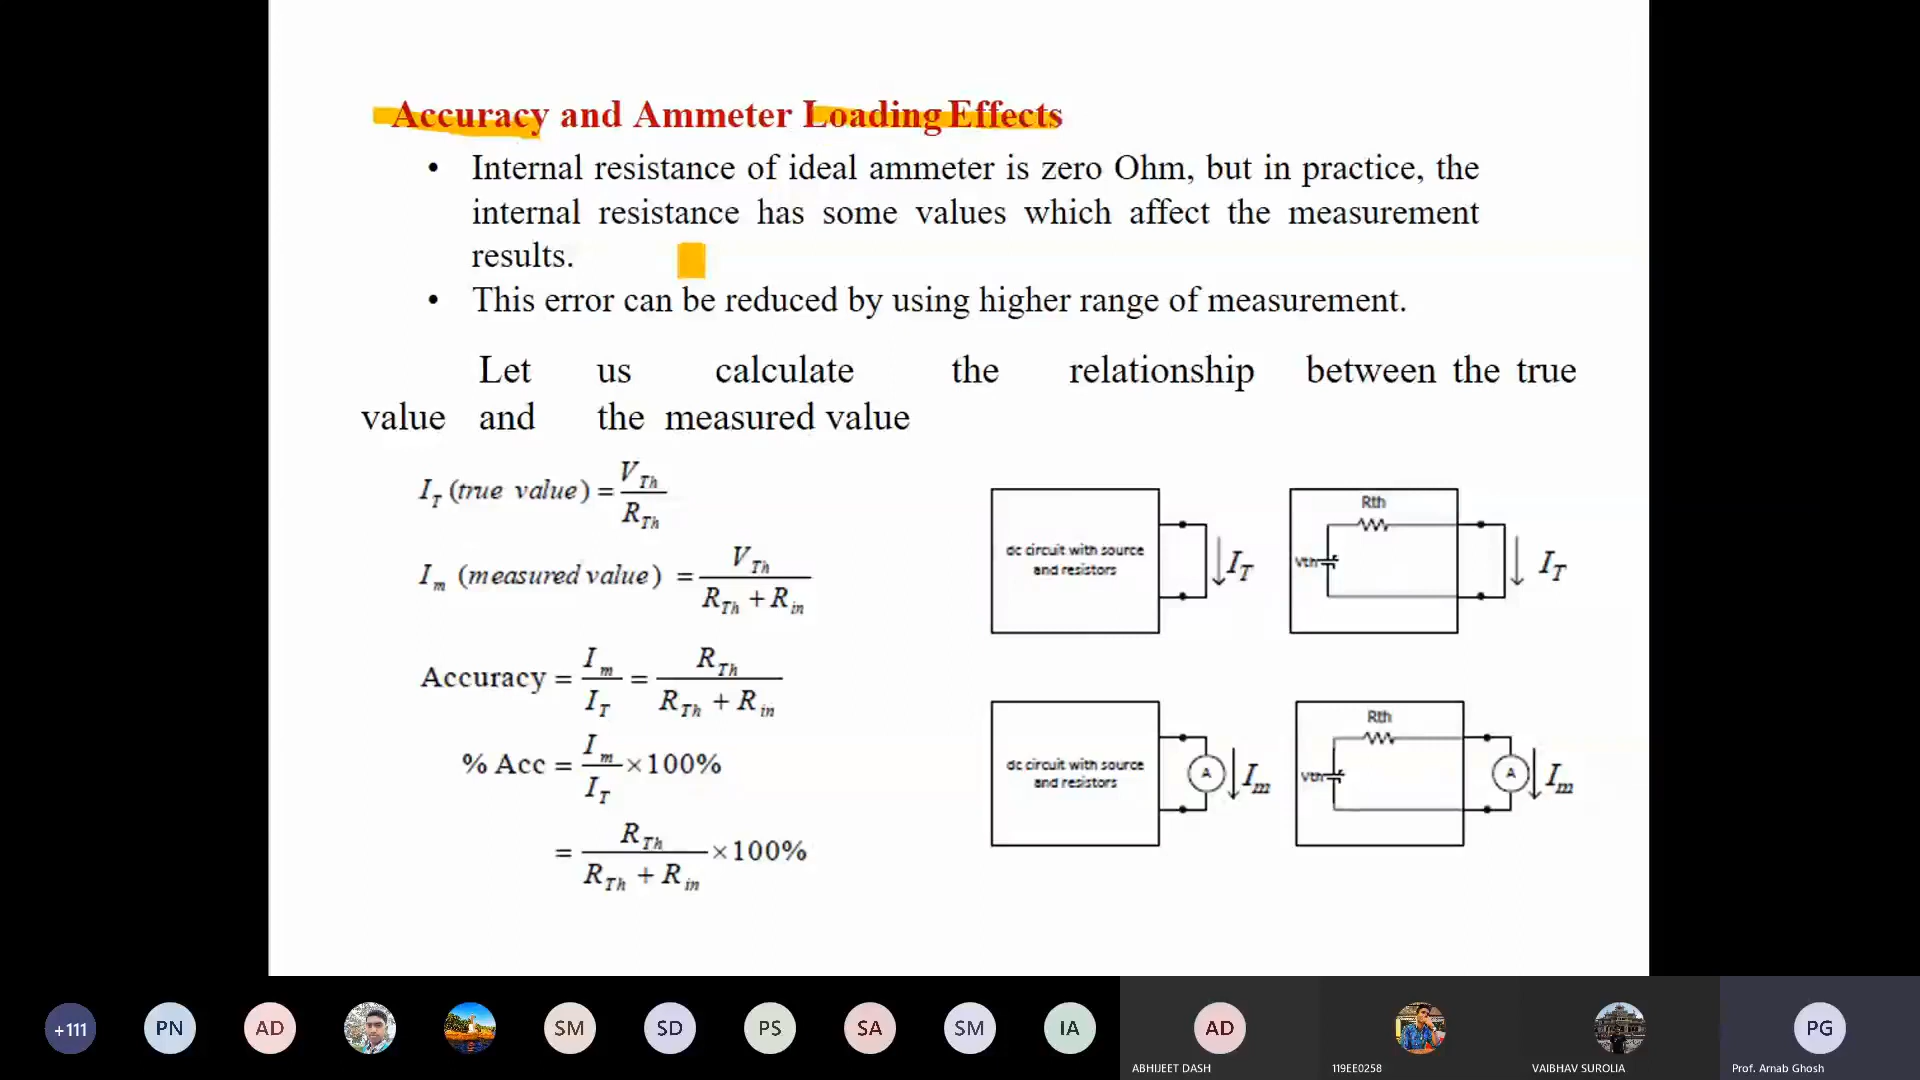 Accuracy and Ammeter Loading Effects
• Internal resistance of ideal ammeter is zero Ohm, but in practice, the
internal resistance has some values which affect the measurement
results.
• This error can be reduced by using higher range of measurement.
Let us calculate the relationship between the true
value and the measured value
I_T (true value) = V_Th / R_Th
I_m (measured value) = V_Th / (R_Th + R_in)
Accuracy = I_m / I_T = R_Th / (R_Th + R_in)
% Acc = I_m / I_T ×100%
= R_Th / (R_Th + R_in) ×100%
dc circuit with source
and resistors
I_T
Rth
Vth
I_T
dc circuit with source
and resistors
A
I_m
Rth
Vth
A
I_m
+111
PN
AD
SM
SD
PS
SA
SM
IA
AD
PG
ABHIJEET DASH
119EE0258
VAIBHAV SUROLIA
Prof. Arnab Ghosh